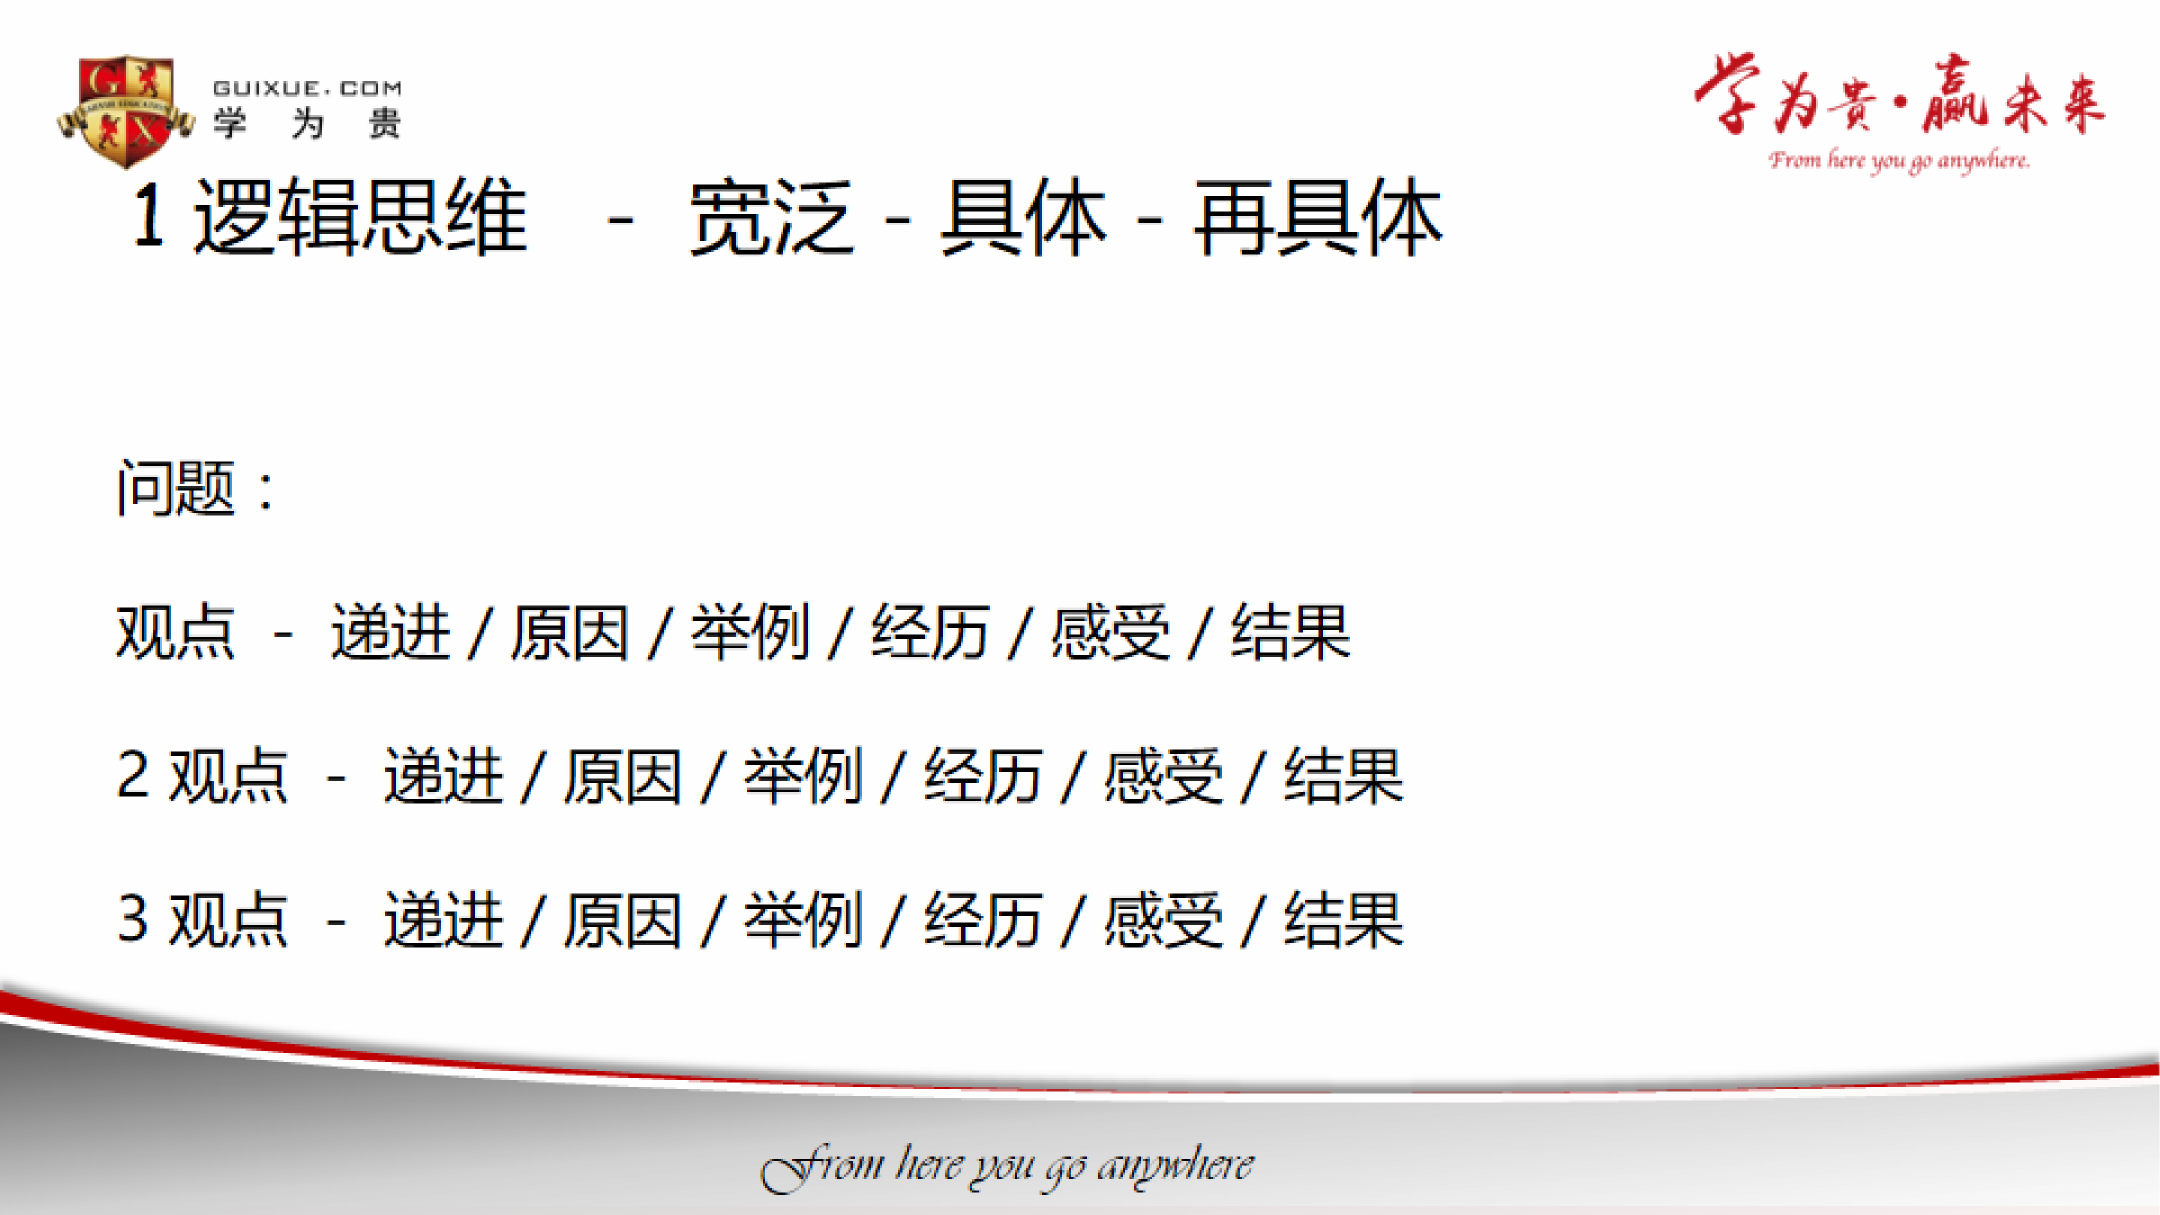 GUIXUE.COM
学为贵
学为贵·赢未来
From here you go anywhere.
1 逻辑思维 - 宽泛 - 具体 - 再具体
问题：
观点 - 递进 / 原因 / 举例 / 经历 / 感受 / 结果
2 观点 - 递进 / 原因 / 举例 / 经历 / 感受 / 结果
3 观点 - 递进 / 原因 / 举例 / 经历 / 感受 / 结果
From here you go anywhere